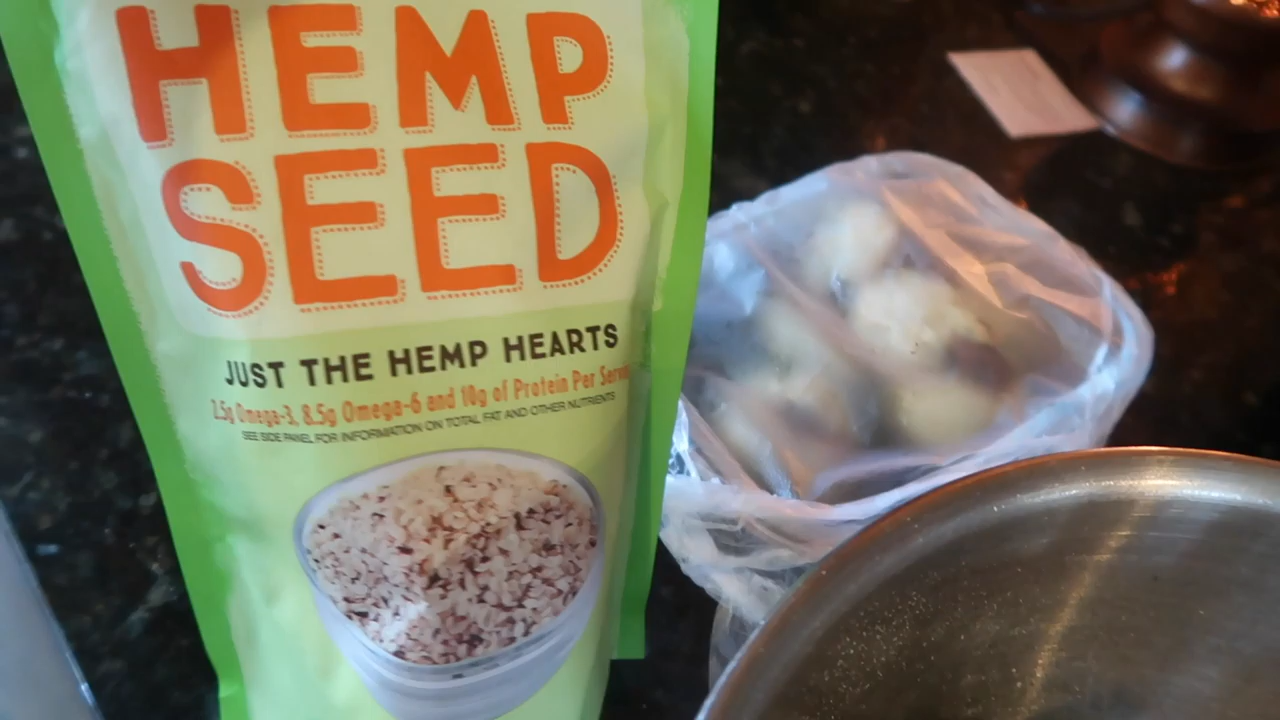 HEMP
SEED
JUST THE HEMP HEARTS
2.5g Omega-3, 8.5g Omega-6 and 10g of Protein Per
SEE SIDE PANEL FOR INFORMATION ON TOTAL FAT AND OTHER NUTRIENTS